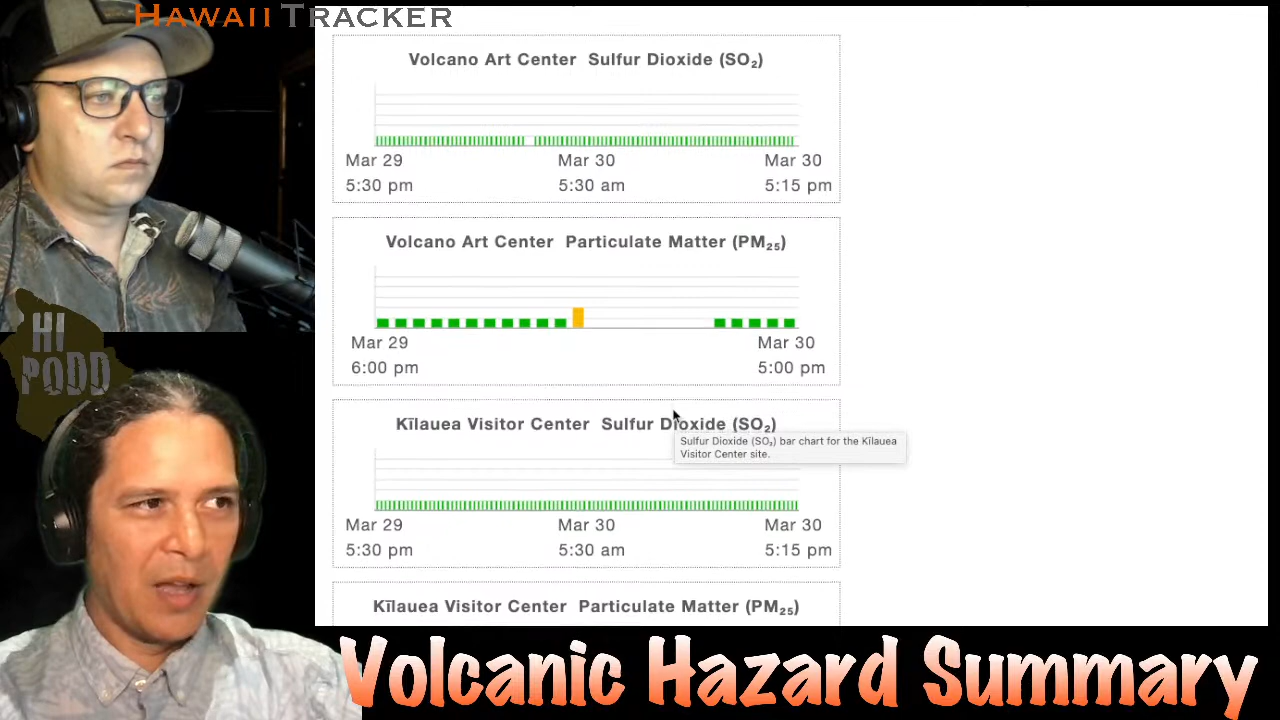 HAWAII TRACKER
Volcano Art Center Sulfur Dioxide (SO₂)
Mar 29 Mar 30 Mar 30
5:30 pm 5:30 am 5:15 pm
Volcano Art Center Particulate Matter (PM₂₅)
Mar 29 Mar 30
6:00 pm 5:00 pm
HI
PODD
Kīlauea Visitor Center Sulfur Dioxide (SO₂)
Sulfur Dioxide (SO₂) bar chart for the Kīlauea
Visitor Center site.
Mar 29 Mar 30 Mar 30
5:30 pm 5:30 am 5:15 pm
Kīlauea Visitor Center Particulate Matter (PM₂₅)
Volcanic Hazard Summary